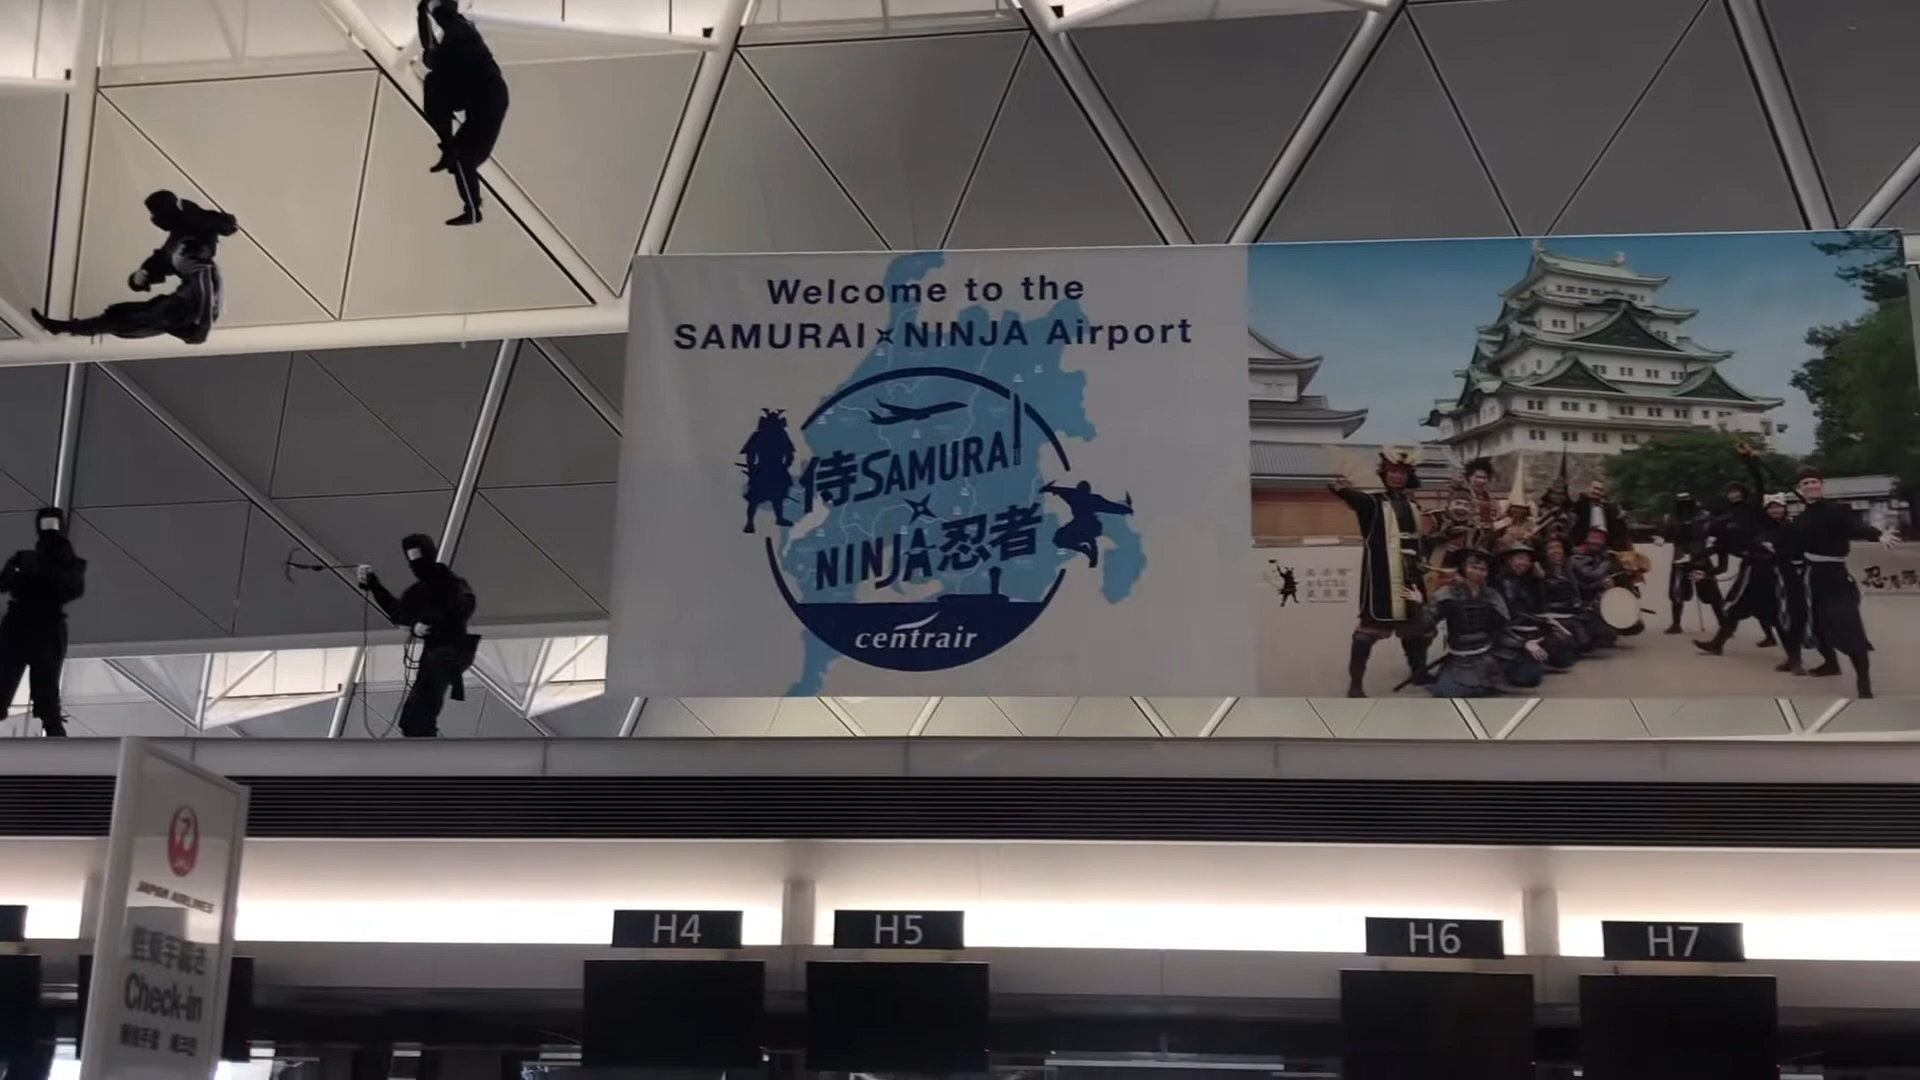 Welcome to the
SAMURAI×NINJA Airport
侍SAMURAI
×
NINJA忍者
centrair
JAPAN AIRLINES
搭乗手続き
Check-in
H4
H5
H6
H7